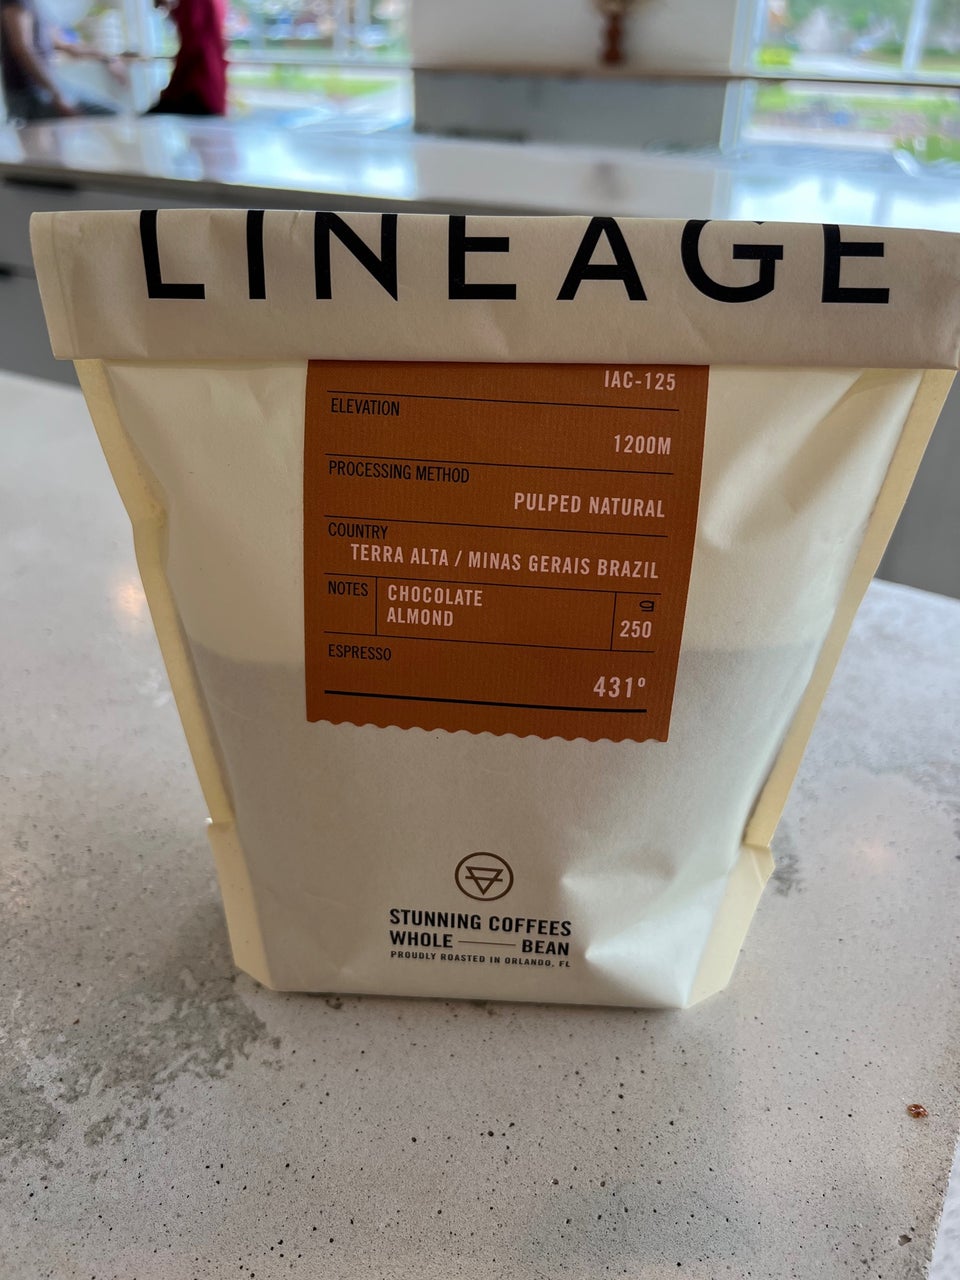 LINEAGE
IAC-125
ELEVATION
1200M
PROCESSING METHOD
PULPED NATURAL
COUNTRY
TERRA ALTA / MINAS GERAIS BRAZIL
NOTES
CHOCOLATE
ALMOND
g
250
ESPRESSO
431º
STUNNING COFFEES
WHOLE BEAN
PROUDLY ROASTED IN ORLANDO, FL